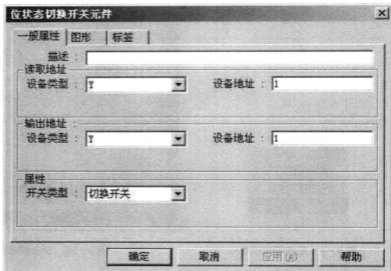 位状态切换开关元件
一般属性 图形 标签
描述：
读取地址
设备类型：Y 设备地址：1
输出地址：
设备类型：Y 设备地址：1
属性
开关类型：切换开关
确定 取消 应用(A) 帮助